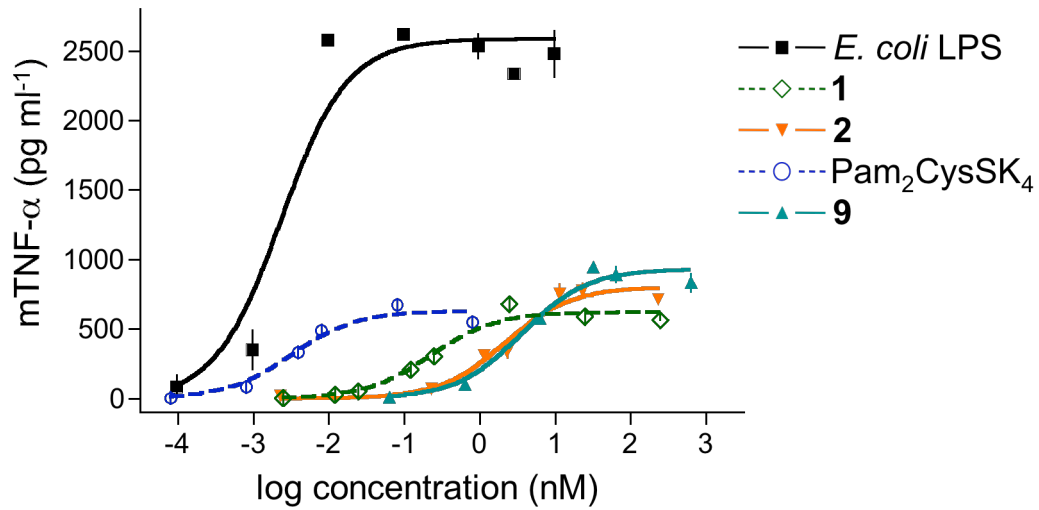 mTNF-α (pg ml⁻¹)
2500
2000
1500
1000
500
0
-4 -3 -2 -1 0 1 2 3
log concentration (nM)
E. coli LPS
1
2
Pam₂CysSK₄
9